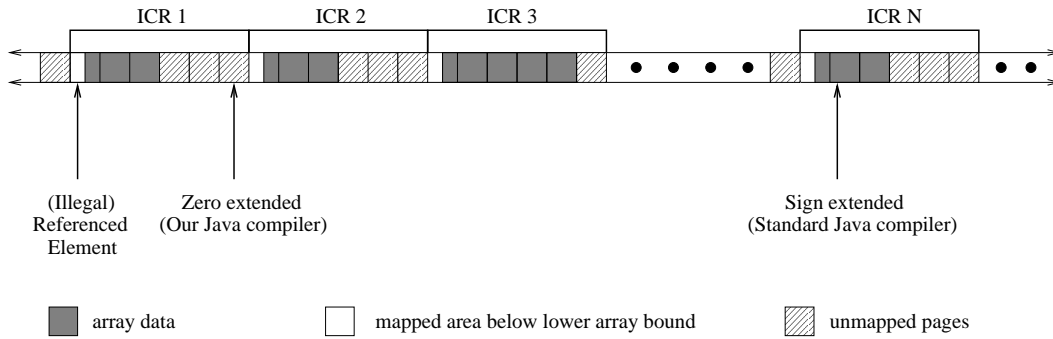 ICR 1
ICR 2
ICR 3
ICR N
(Illegal)
Referenced
Element
Zero extended
(Our Java compiler)
Sign extended
(Standard Java compiler)
array data
mapped area below lower array bound
unmapped pages